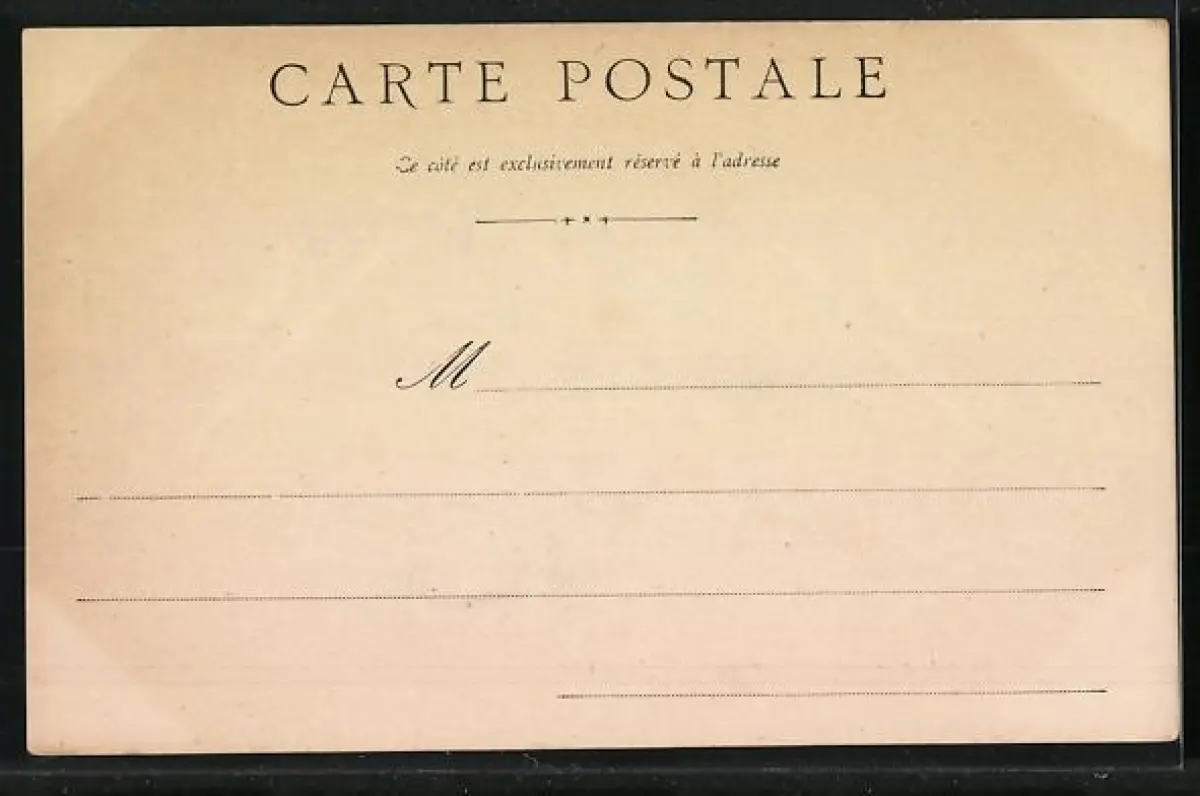 CARTE POSTALE
Ce côté est exclusivement réservé à l'adresse
M